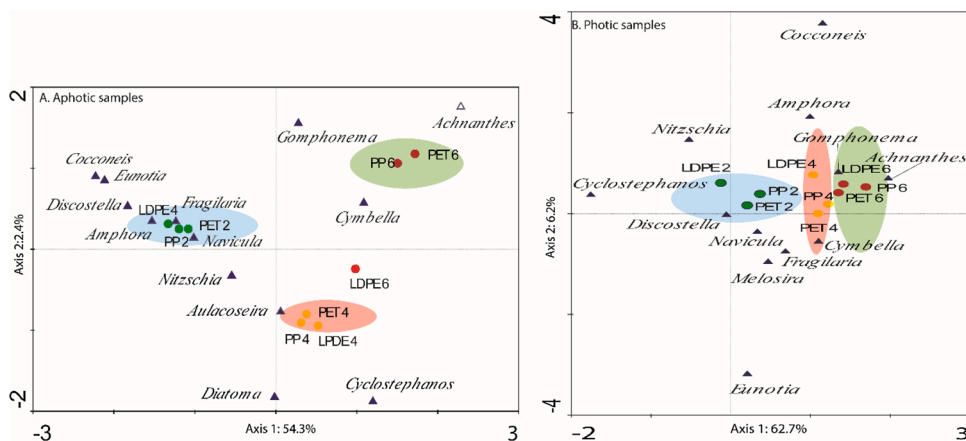 A. Aphotic samples
2
-2
-3
3
Axis 2:2.4%
Axis 1: 54.3%
Gomphonema
Achnanthes
PP6
PET6
Cocconeis
Eunotia
Cymbella
Discostella
LDPE4
Fragilaria
Amphora
PET2
PP2
Navicula
Nitzschia
LDPE6
Aulacoseira
PET4
PP4
LPDE4
Diatoma
Cyclostephanos
B. Photic samples
4
-4
-2
3
Axis 2: 6.2%
Axis 1: 62.7%
Cocconeis
Amphora
Nitzschia
Gomphonema
LDPE2
LDPE4
LDPE6
Achnanthes
Cyclostephanos
PP2
PP4
PP6
PET2
PET6
Discostella
PET4
Navicula
Cymbella
Fragilaria
Melosira
Eunotia